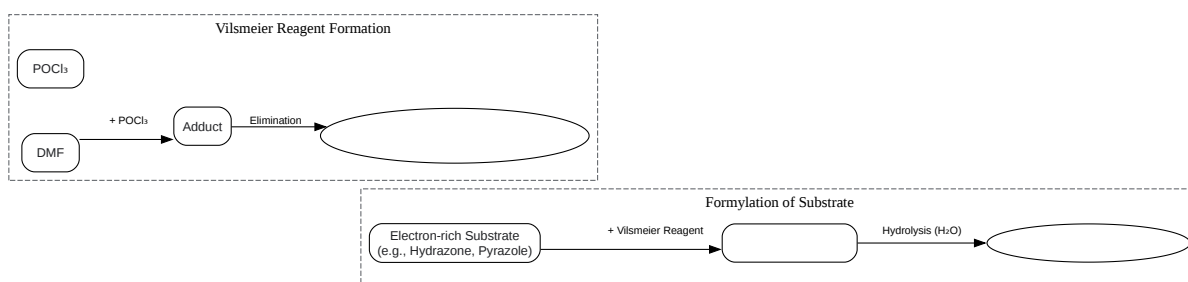 Vilsmeier Reagent Formation
POCl₃
+ POCl₃
Adduct
Elimination
DMF
Formylation of Substrate
Electron-rich Substrate
(e.g., Hydrazone, Pyrazole)
+ Vilsmeier Reagent
Hydrolysis (H₂O)